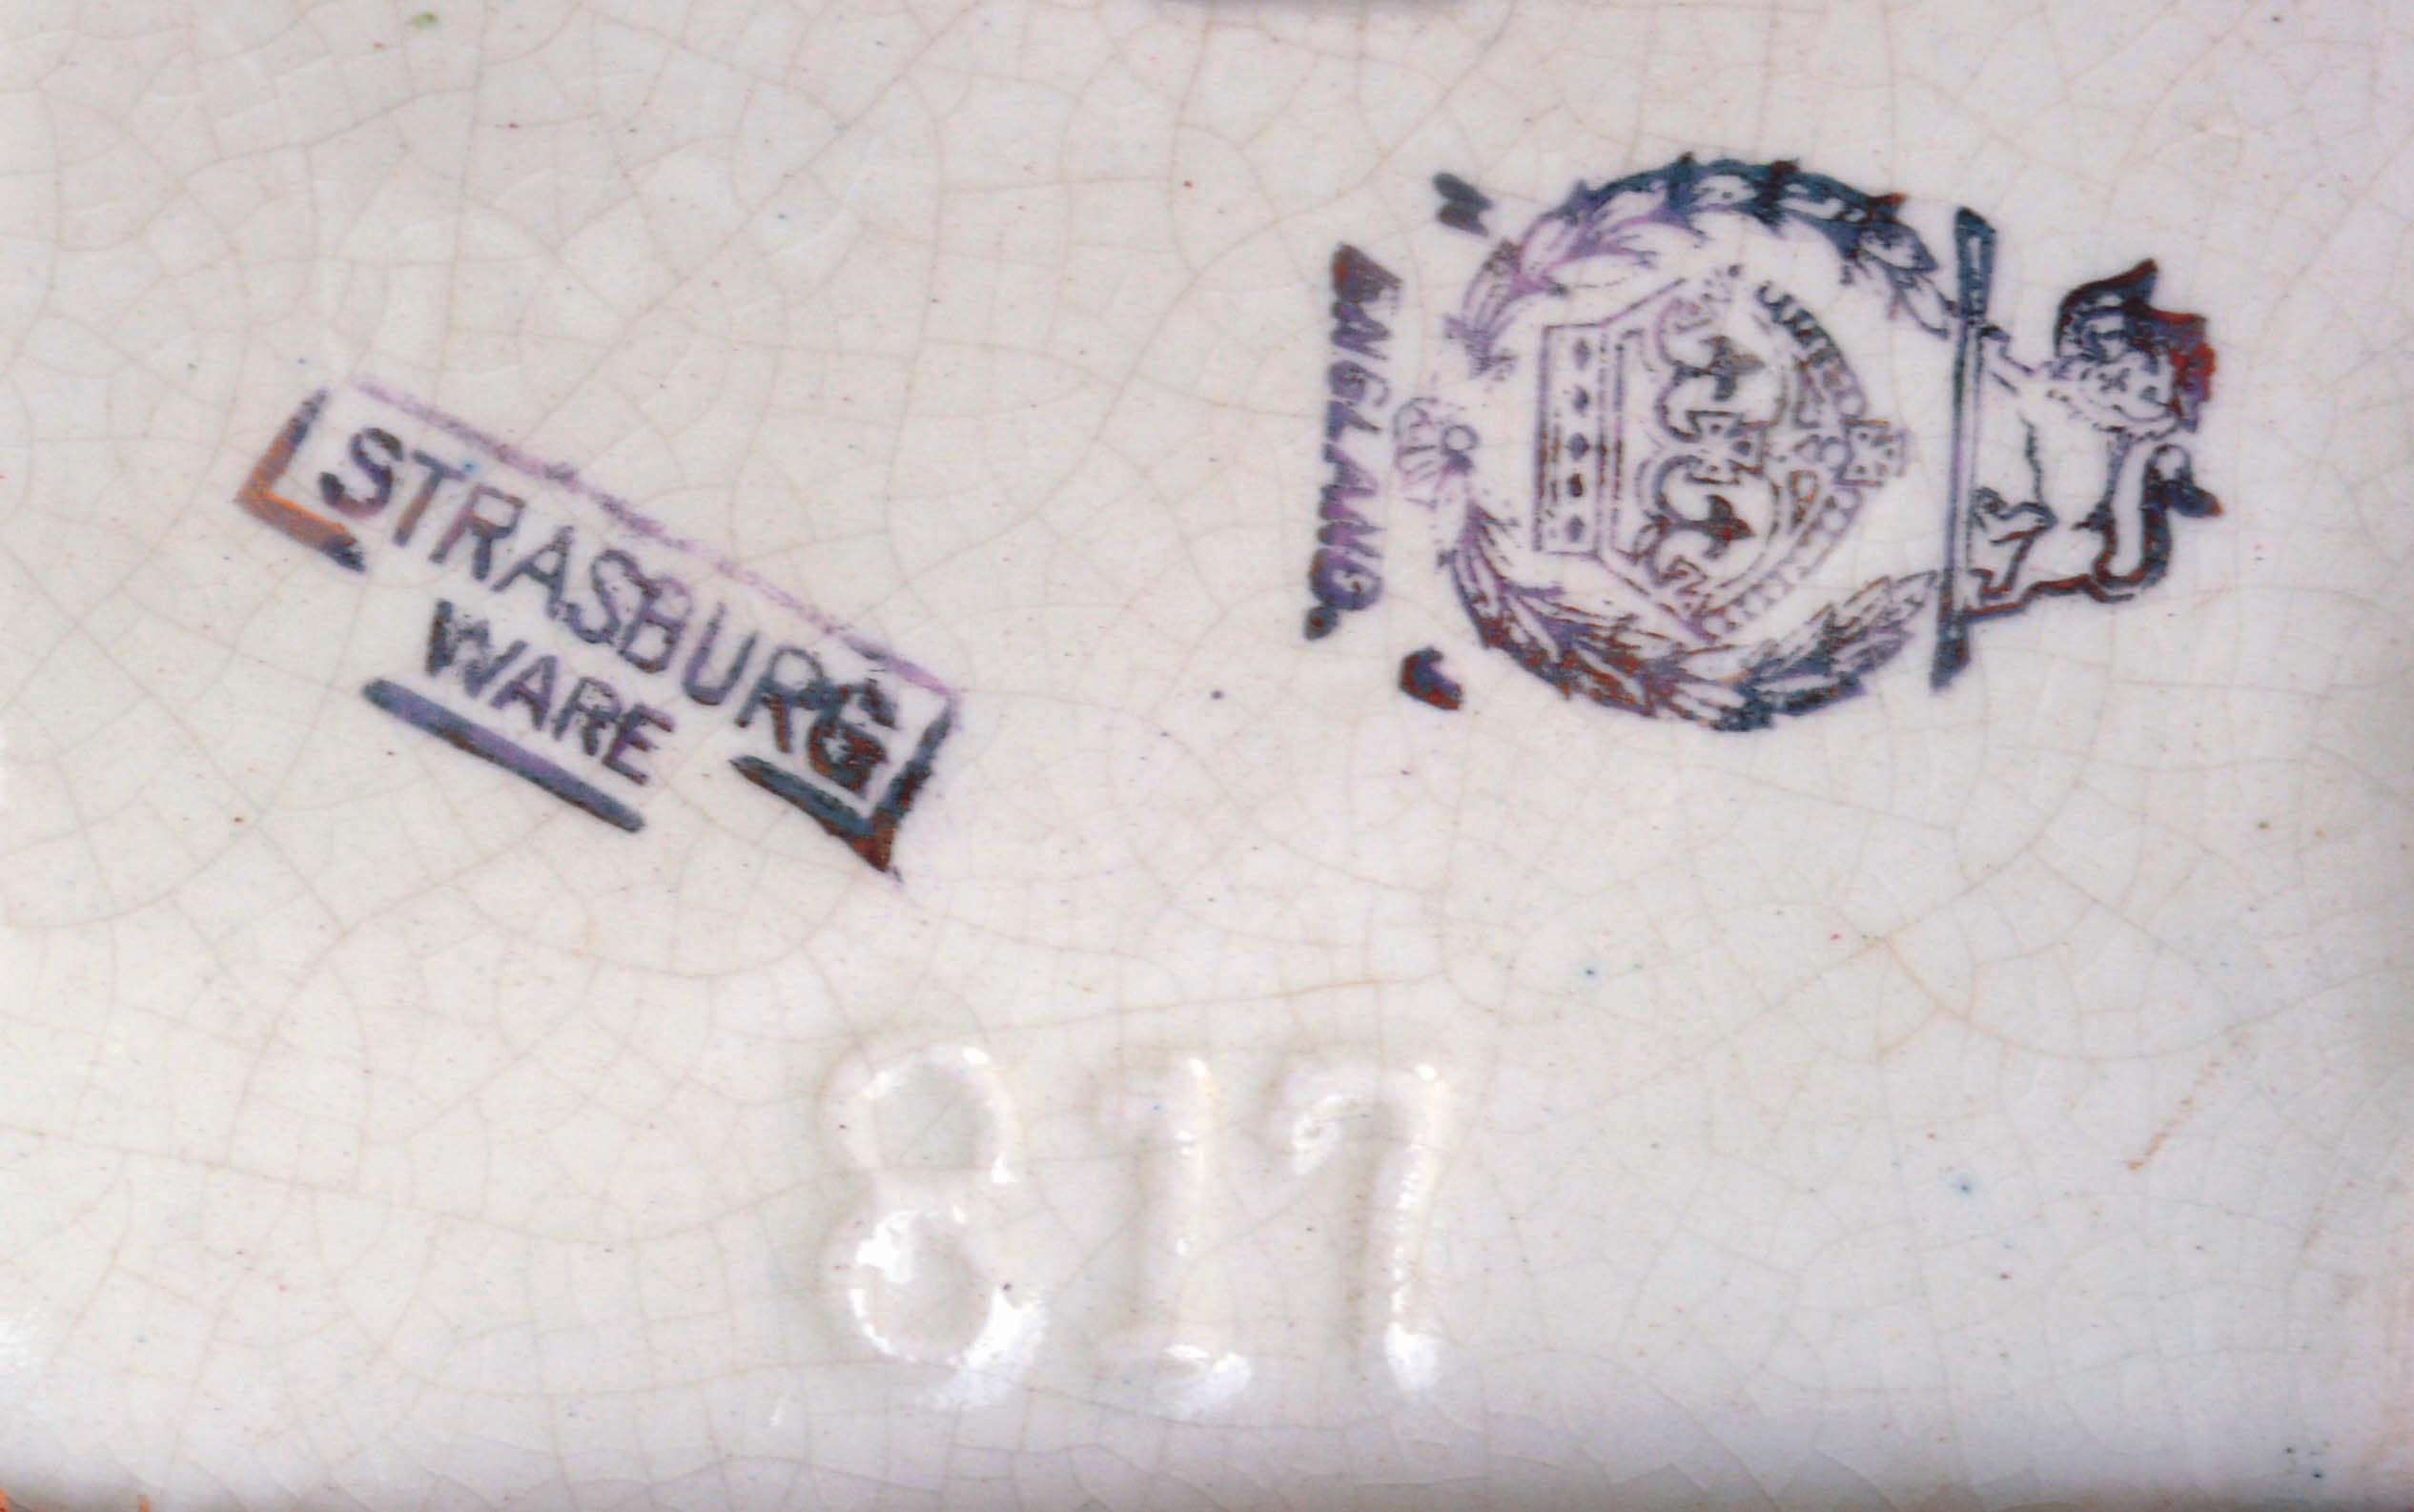 STRASBURG
WARE
ENGLAND.
817